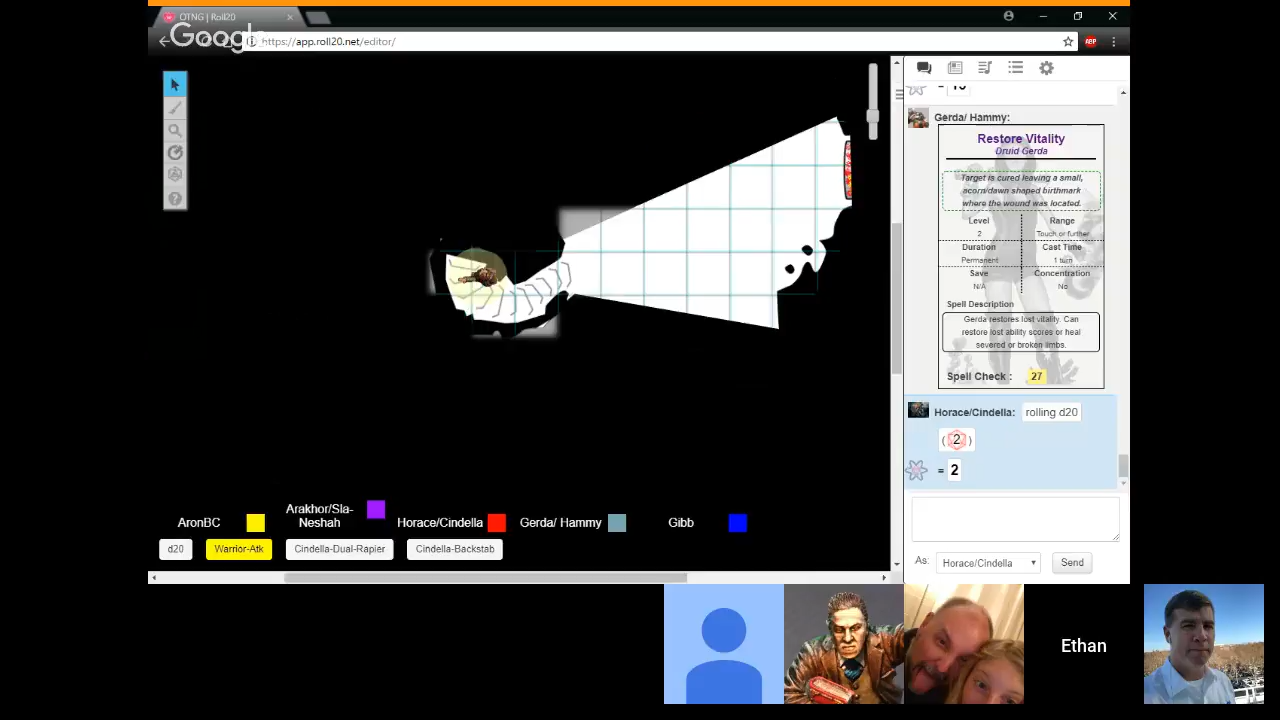 OTNG | Roll20
Google
https://app.roll20.net/editor/
ABP
Gerda/ Hammy:
Restore Vitality
Druid Gerda
Target is cured leaving a small,
acorn/dawn shaped birthmark
where the wound was located.
Level Range
2 Touch or further
Duration Cast Time
Permanent 1 turn
Save Concentration
N/A No
Spell Description
Gerda restores lost vitality. Can
restore lost ability scores or heal
severed or broken limbs.
Spell Check : 27
Horace/Cindella: rolling d20
(2)
= 2
AronBC
Arakhor/Sla-
Neshah
Horace/Cindella
Gerda/ Hammy
Gibb
d20
Warrior-Atk
Cindella-Dual-Rapier
Cindella-Backstab
As: Horace/Cindella Send
Ethan